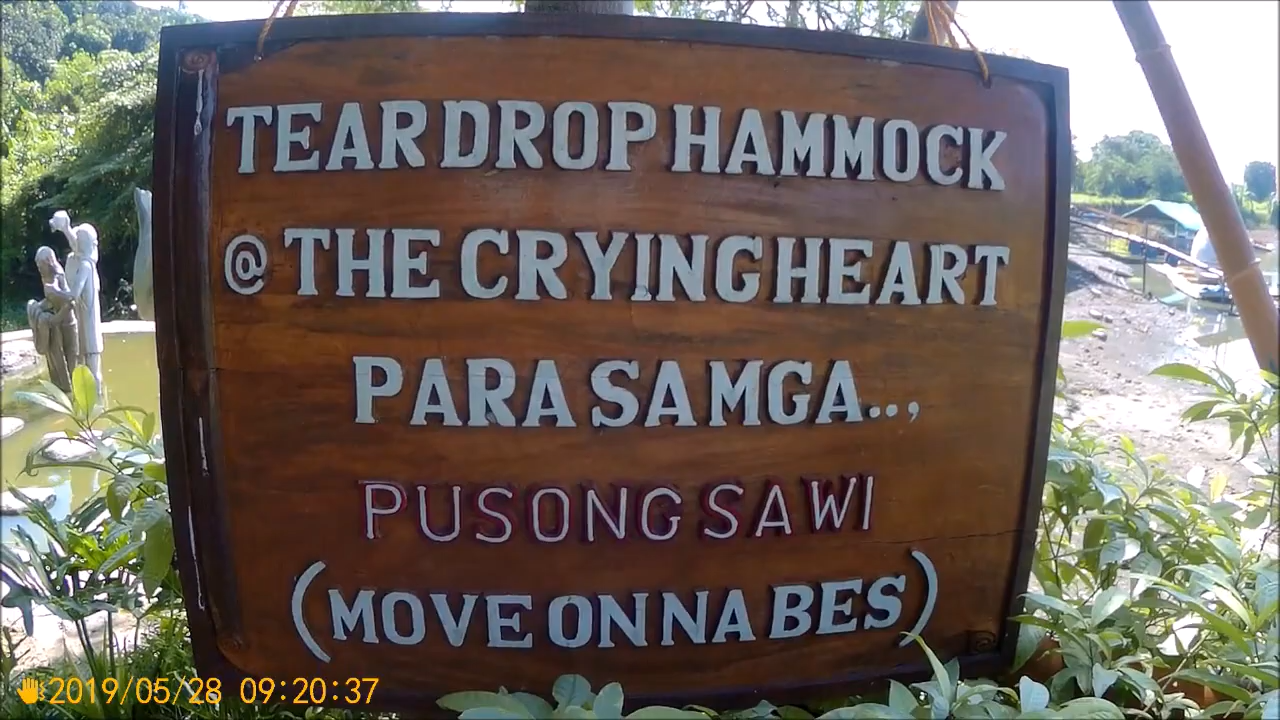 TEAR DROP HAMMOCK
@ THE CRYING HEART
PARA SA MGA..,
PUSONG SAWI
(MOVE ON NA BES)
2019/05/28 09:20:37